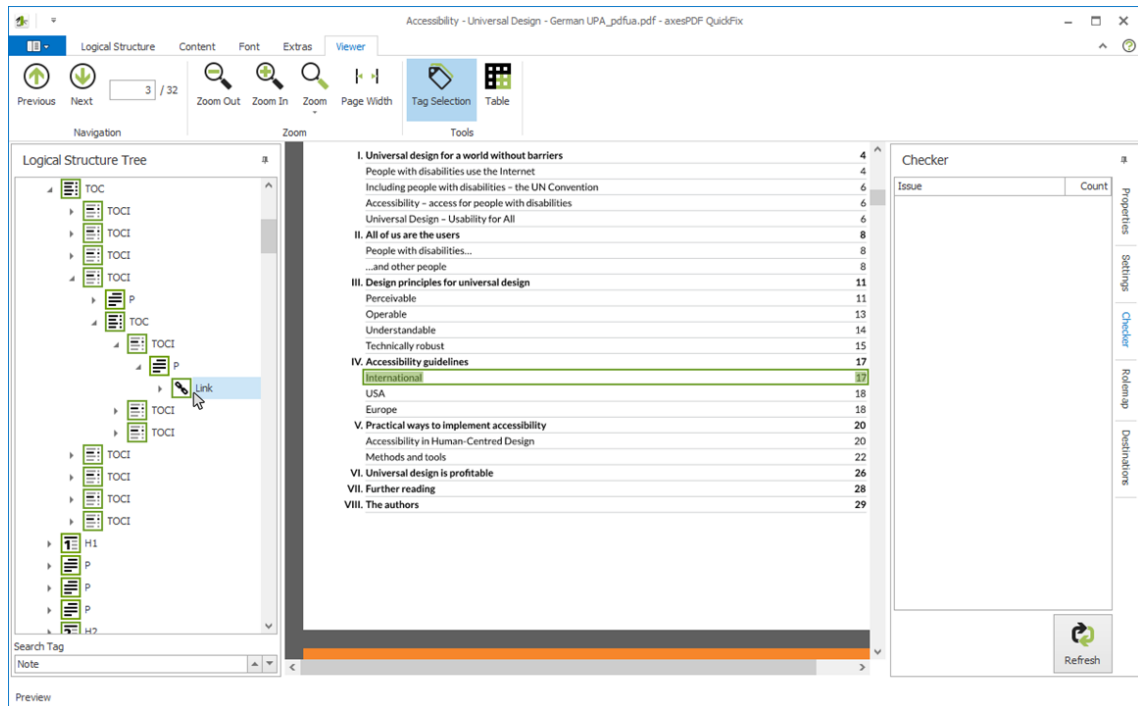 Accessibility - Universal Design - German UPA_pdfua.pdf - axesPDF QuickFix
Logical Structure Content Font Extras Viewer
Previous Next 3 / 32 Zoom Out Zoom In Zoom Page Width Tag Selection Table
Navigation Zoom Tools
Logical Structure Tree
TOC
TOCI
TOCI
TOCI
TOCI
P
TOC
TOCI
P
Link
TOCI
TOCI
TOCI
TOCI
TOCI
TOCI
H1
P
P
P
H2
Search Tag
Note
I. Universal design for a world without barriers 4
People with disabilities use the Internet 4
Including people with disabilities – the UN Convention 6
Accessibility – access for people with disabilities 6
Universal Design – Usability for All 6
II. All of us are the users 8
People with disabilities... 8
...and other people 8
III. Design principles for universal design 11
Perceivable 11
Operable 13
Understandable 14
Technically robust 15
IV. Accessibility guidelines 17
International 17
USA 18
Europe 18
V. Practical ways to implement accessibility 20
Accessibility in Human-Centred Design 20
Methods and tools 22
VI. Universal design is profitable 26
VII. Further reading 28
VIII. The authors 29
Checker
Issue Count
Refresh
Properties
Settings
Checker
Rolemap
Destinations
Preview